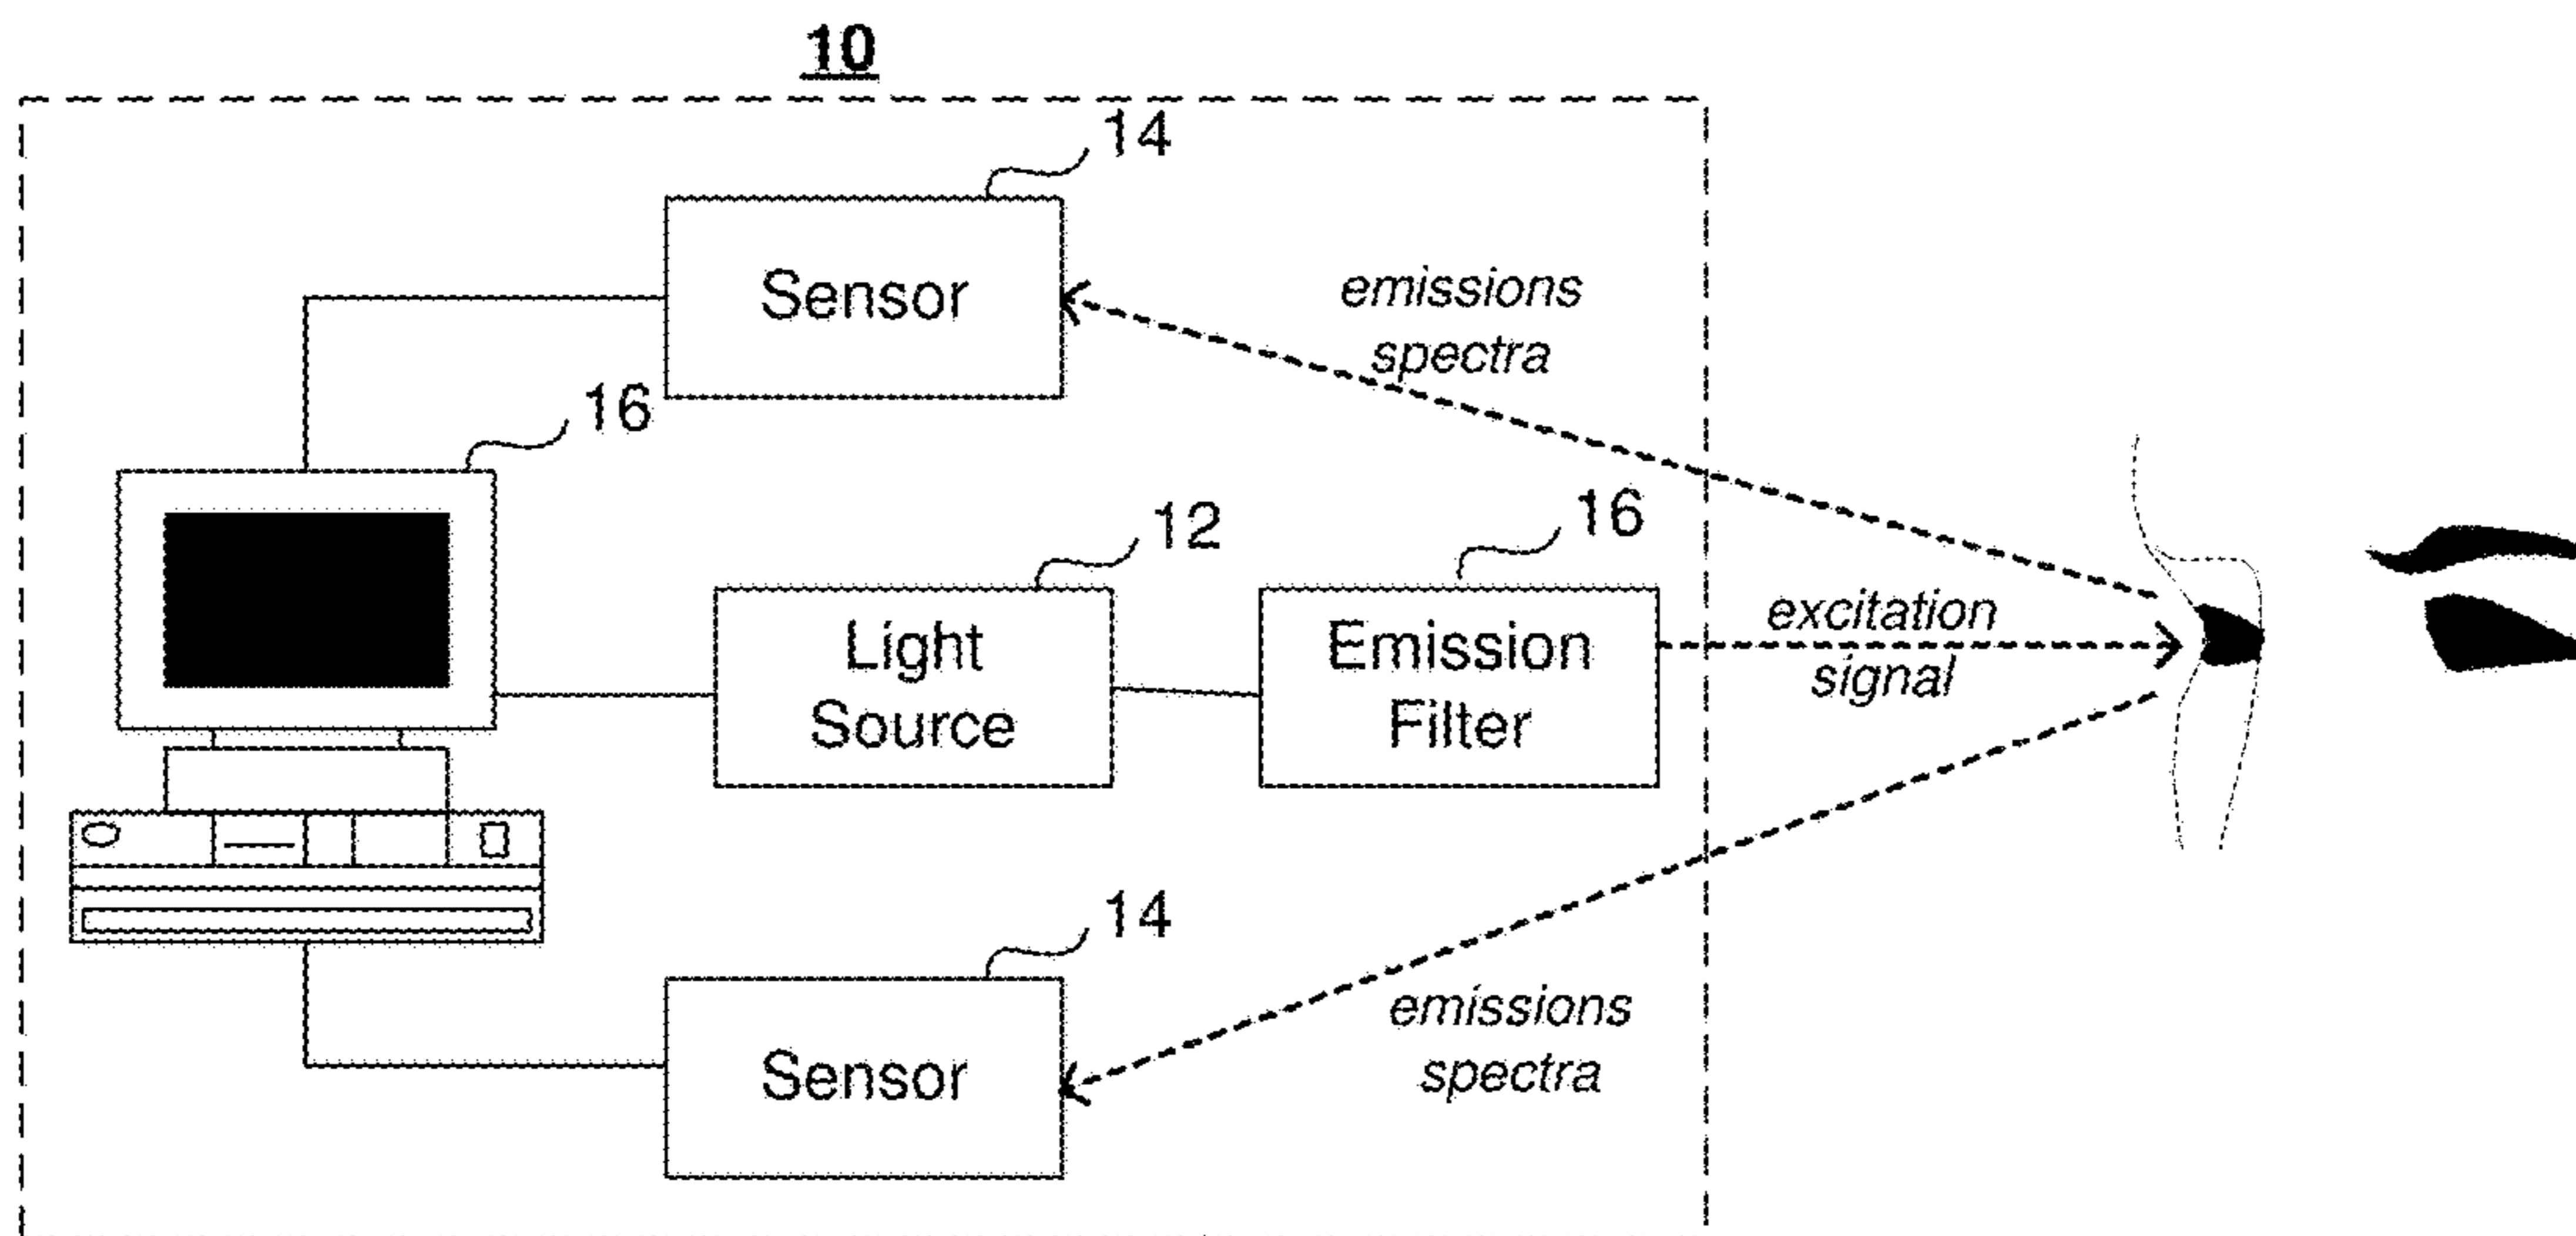 10
14
Sensor
emissions
spectra
16
12
16
Light
Source
Emission
Filter
excitation
signal
14
Sensor
emissions
spectra